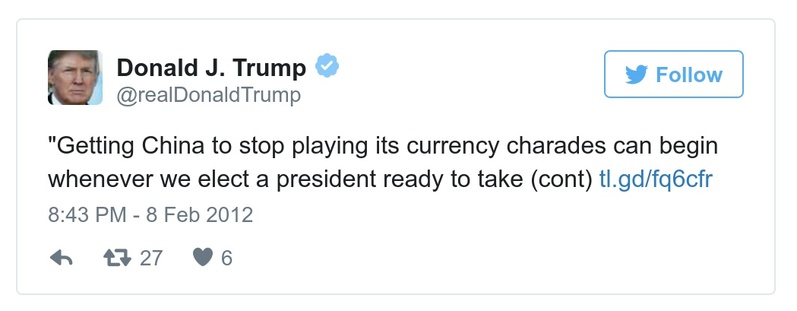 Donald J. Trump
@realDonaldTrump
Follow
"Getting China to stop playing its currency charades can begin
whenever we elect a president ready to take (cont) tl.gd/fq6cfr
8:43 PM - 8 Feb 2012
27 6